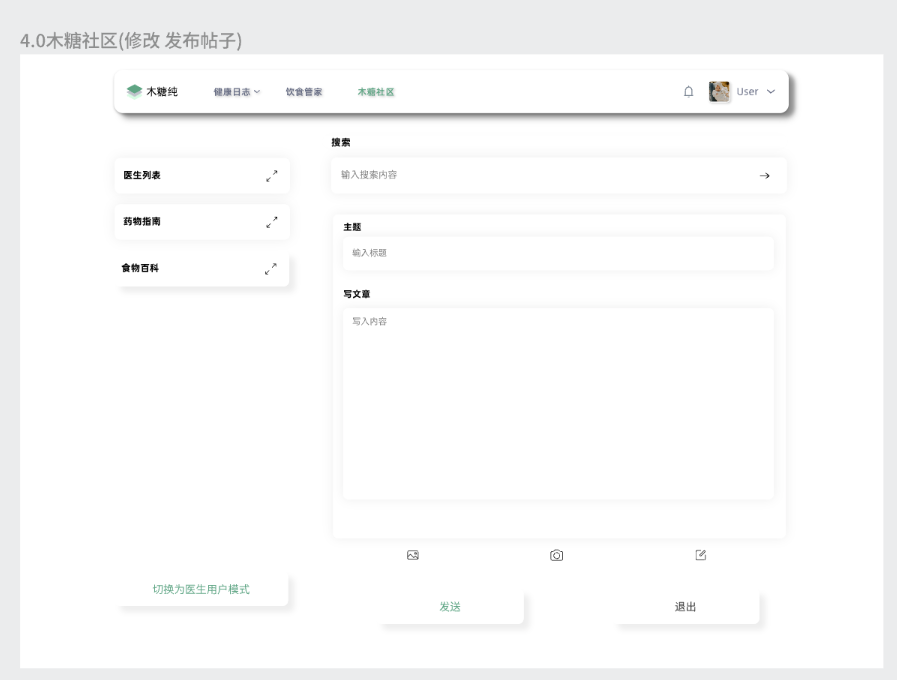 4.0木糖社区(修改 发布帖子)
木糖纯 健康日志 饮食管家 木糖社区 User
搜索
输入搜索内容
医生列表
药物指南
食物百科
主题
输入标题
写文章
写入内容
切换为医生用户模式
发送 退出